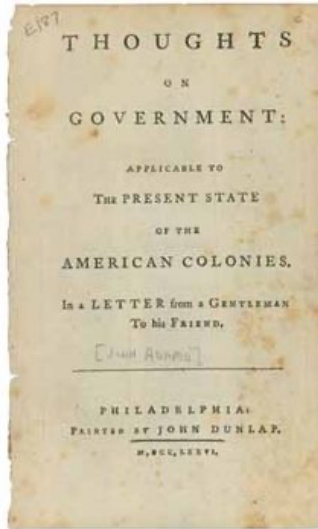 E187
THOUGHTS
ON
GOVERNMENT:
APPLICABLE TO
THE PRESENT STATE
OF THE
AMERICAN COLONIES.
In a LETTER from a GENTLEMAN
To his FRIEND.
[John Adams]
PHILADELPHIA:
PRINTED BY JOHN DUNLAP.
M,DCC,LXXVI.